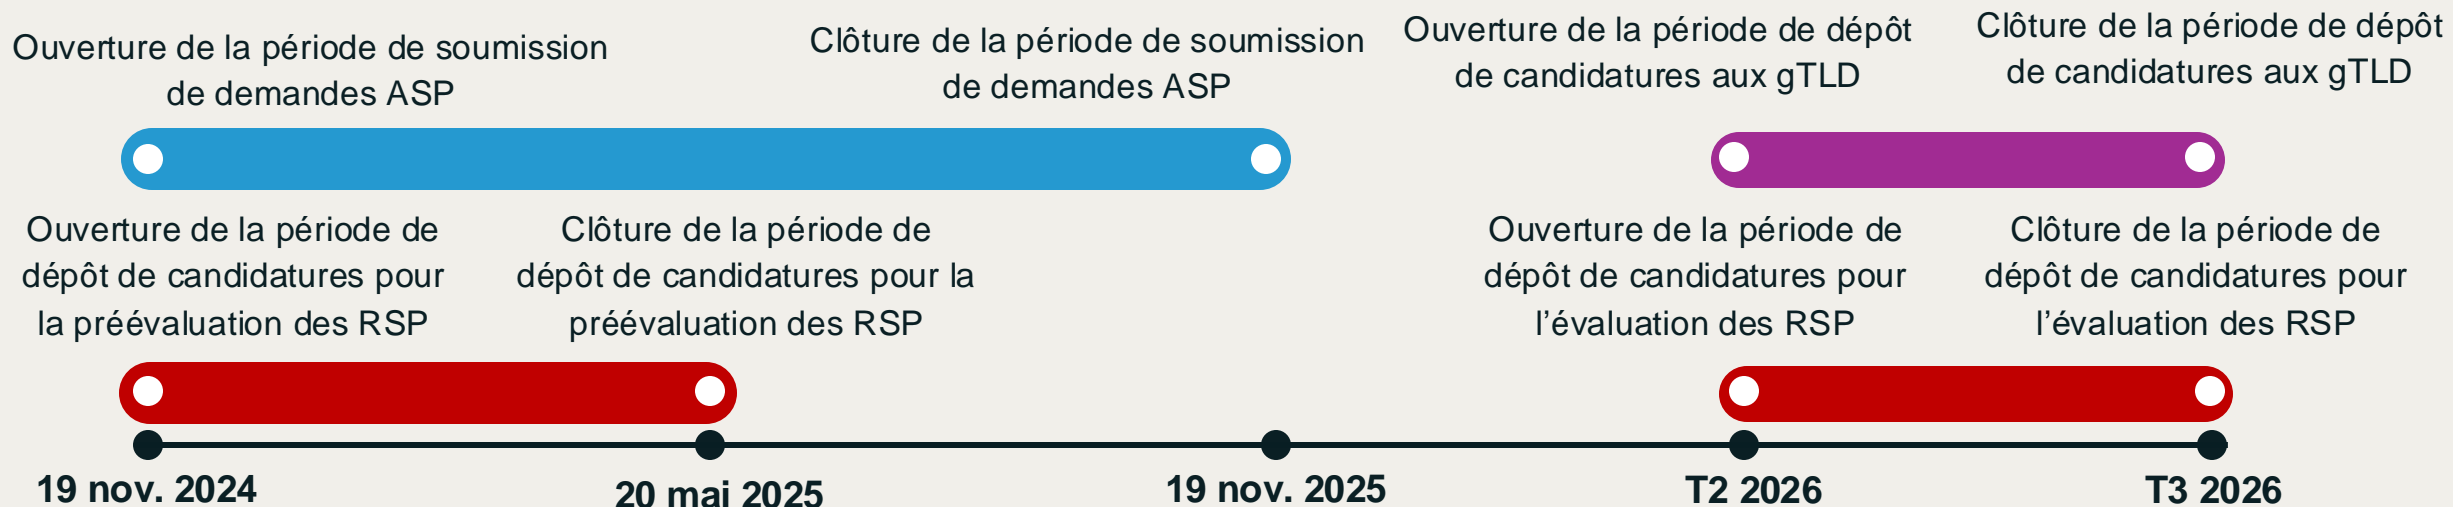 Ouverture de la période de soumission
de demandes ASP
Clôture de la période de soumission
de demandes ASP
Ouverture de la période de dépôt
de candidatures aux gTLD
Clôture de la période de dépôt
de candidatures aux gTLD
Ouverture de la période de
dépôt de candidatures pour
la préévaluation des RSP
Clôture de la période de
dépôt de candidatures pour la
préévaluation des RSP
Ouverture de la période de
dépôt de candidatures pour
l’évaluation des RSP
Clôture de la période de
dépôt de candidatures pour
l’évaluation des RSP
19 nov. 2024
20 mai 2025
19 nov. 2025
T2 2026
T3 2026